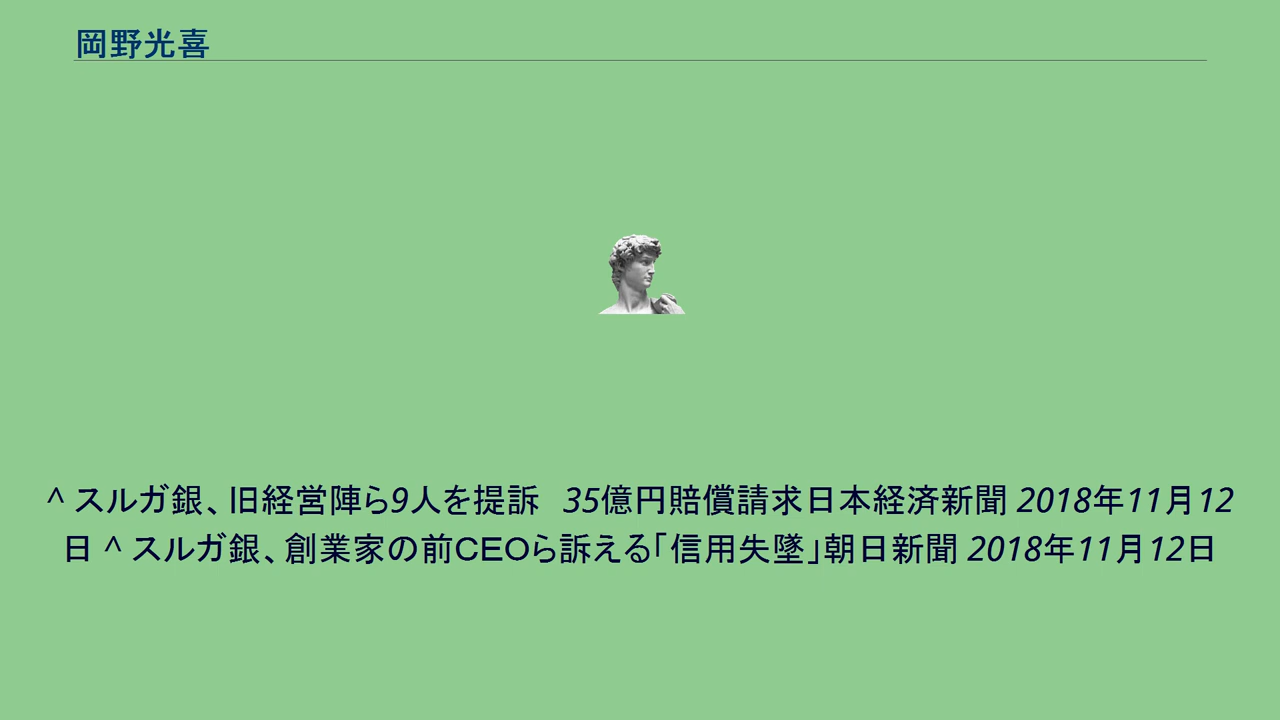 岡野光喜
^ スルガ銀、旧経営陣ら9人を提訴　35億円賠償請求日本経済新聞 2018年11月12
日 ^ スルガ銀、創業家の前CEOら訴える「信用失墜」朝日新聞 2018年11月12日